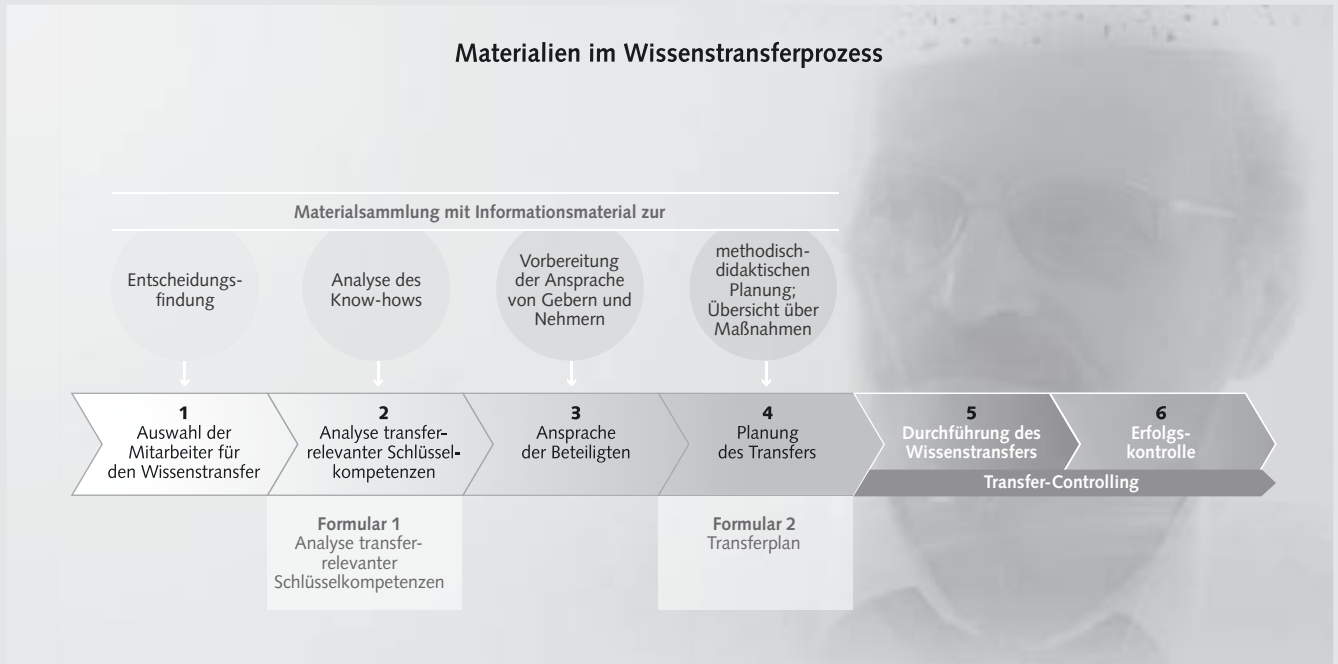 Materialien im Wissenstransferprozess
Materialsammlung mit Informationsmaterial zur
Entscheidungs-
findung
Analyse des
Know-hows
Vorbereitung
der Ansprache
von Gebern und
Nehmern
methodisch-
didaktischen
Planung;
Übersicht über
Maßnahmen
1
Auswahl der
Mitarbeiter für
den Wissenstransfer
2
Analyse transfer-
relevanter Schlüssel-
kompetenzen
3
Ansprache
der Beteiligten
4
Planung
des Transfers
5
Durchführung des
Wissenstransfers
6
Erfolgs-
kontrolle
Transfer-Controlling
Formular 1
Analyse transfer-
relevanter
Schlüsselkompetenzen
Formular 2
Transferplan